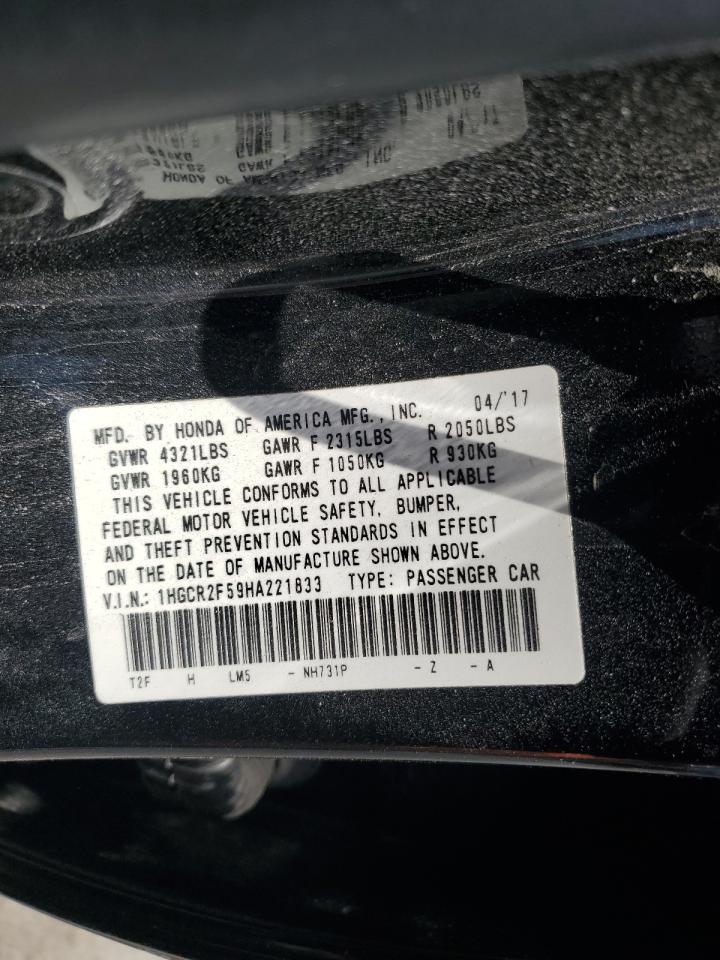 MFD. BY HONDA OF AMERICA MFG., INC. 04/'17
GVWR 4321LBS GAWR F 2315LBS R 2050LBS
GVWR 1960KG GAWR F 1050KG R 930KG
THIS VEHICLE CONFORMS TO ALL APPLICABLE
FEDERAL MOTOR VEHICLE SAFETY, BUMPER,
AND THEFT PREVENTION STANDARDS IN EFFECT
ON THE DATE OF MANUFACTURE SHOWN ABOVE.
V.I.N.: 1HGCR2F59HA221833 TYPE: PASSENGER CAR
T2F H LM5 - NH731P - Z - A